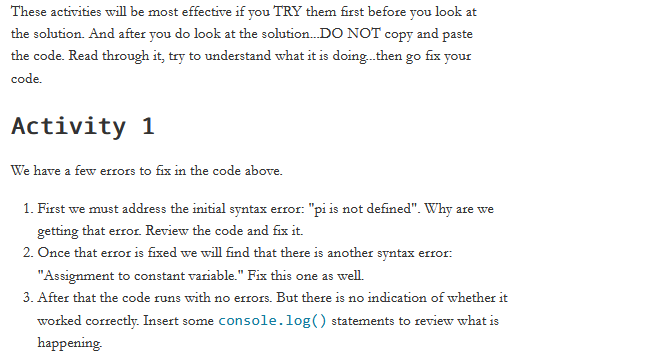 These activities will be most effective if you TRY them first before you look at
the solution. And after you do look at the solution...DO NOT copy and paste
the code. Read through it, try to understand what it is doing...then go fix your
code.
Activity 1
We have a few errors to fix in the code above.
1. First we must address the initial syntax error: "pi is not defined". Why are we
getting that error. Review the code and fix it.
2. Once that error is fixed we will find that there is another syntax error:
"Assignment to constant variable." Fix this one as well.
3. After that the code runs with no errors. But there is no indication of whether it
worked correctly. Insert some console.log() statements to review what is
happening.